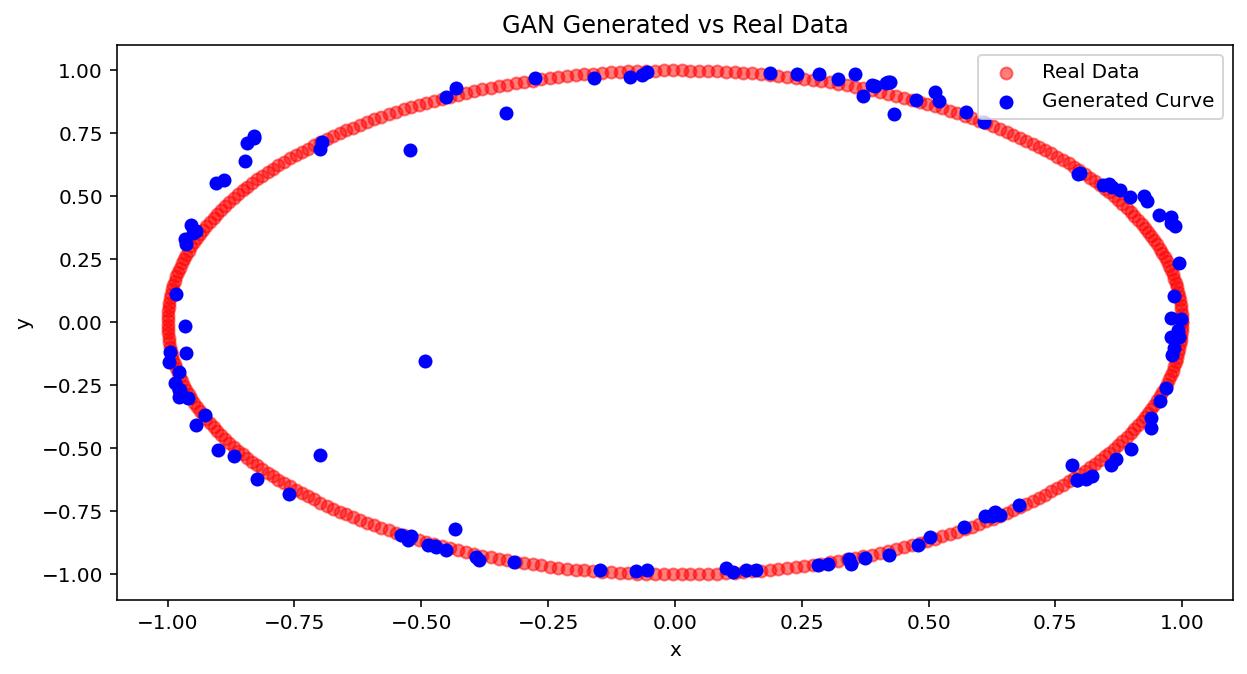 GAN Generated vs Real Data
Real Data
Generated Curve
1.00
0.75
0.50
0.25
0.00
−0.25
−0.50
−0.75
−1.00
y
−1.00 −0.75 −0.50 −0.25 0.00 0.25 0.50 0.75 1.00
x